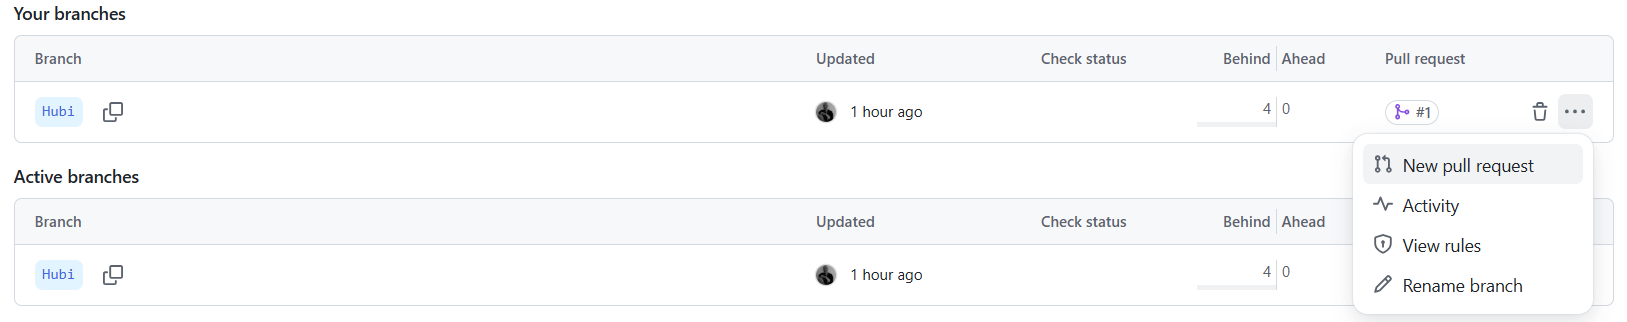 Your branches
Branch Updated Check status Behind Ahead Pull request
Hubi 1 hour ago 4 0 #1
New pull request
Active branches
Branch Updated Check status Behind Ahead
Activity
View rules
Hubi 1 hour ago 4 0
Rename branch